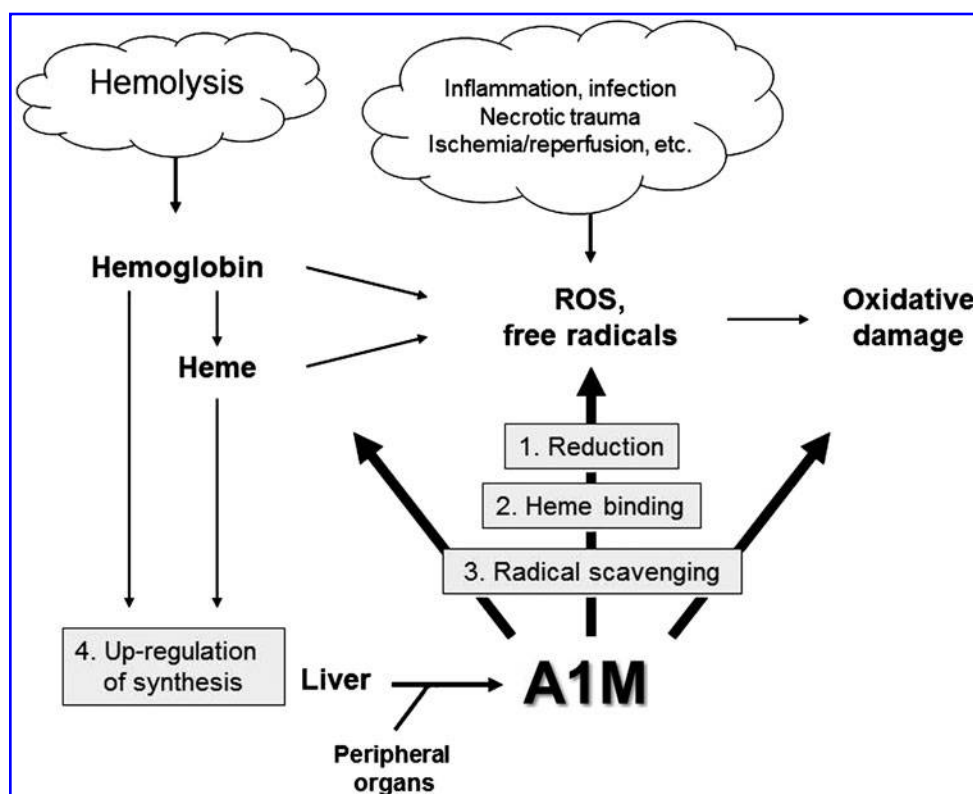 Hemolysis
Inflammation, infection
Necrotic trauma
Ischemia/reperfusion, etc.
Hemoglobin
ROS,
free radicals
Oxidative
damage
Heme
1. Reduction
2. Heme binding
3. Radical scavenging
4. Up-regulation
of synthesis
Liver
A1M
Peripheral
organs